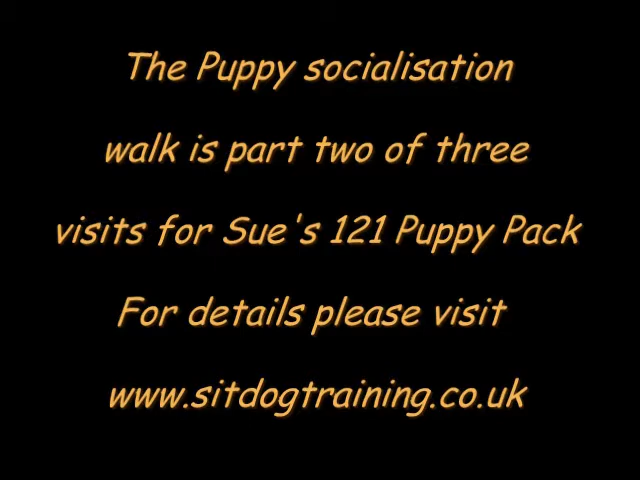 The Puppy socialisation
walk is part two of three
visits for Sue's 121 Puppy Pack
For details please visit
www.sitdogtraining.co.uk